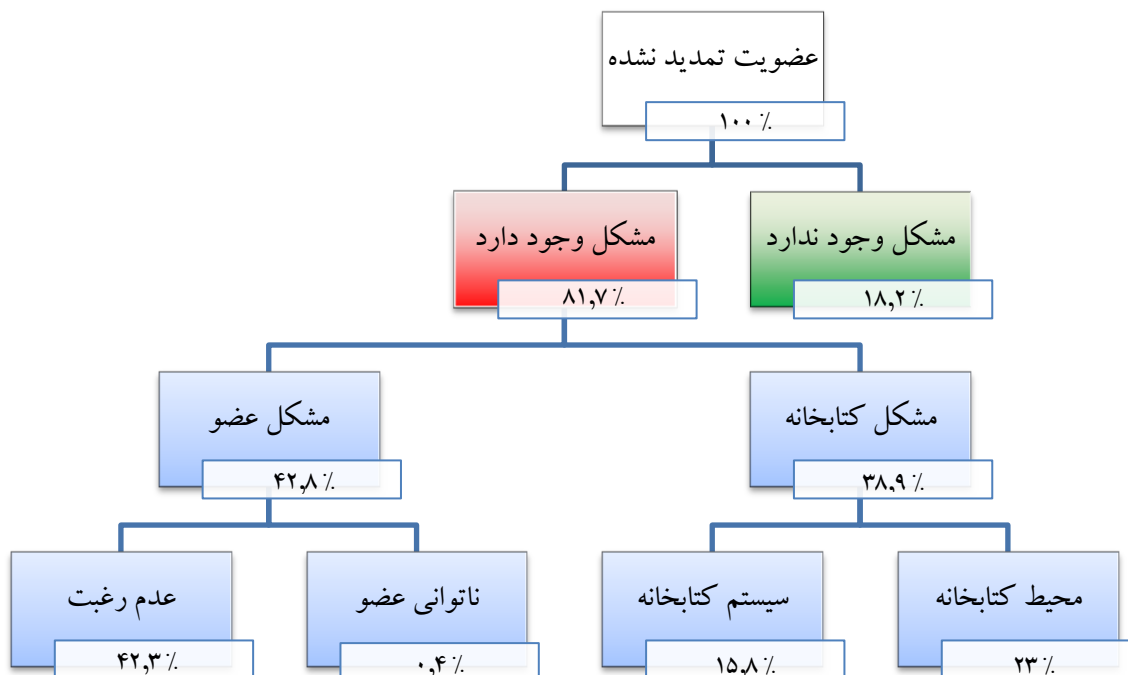 عضویت تمدید نشده
۱۰۰٪
مشکل وجود ندارد
۱۸,۲٪
مشکل وجود دارد
۸۱,۷٪
مشکل کتابخانه
۳۸,۹٪
مشکل عضو
۴۲,۸٪
محیط کتابخانه
۲۳٪
سیستم کتابخانه
۱۵,۸٪
ناتوانی عضو
۰,۴٪
عدم رغبت
۴۲,۳٪